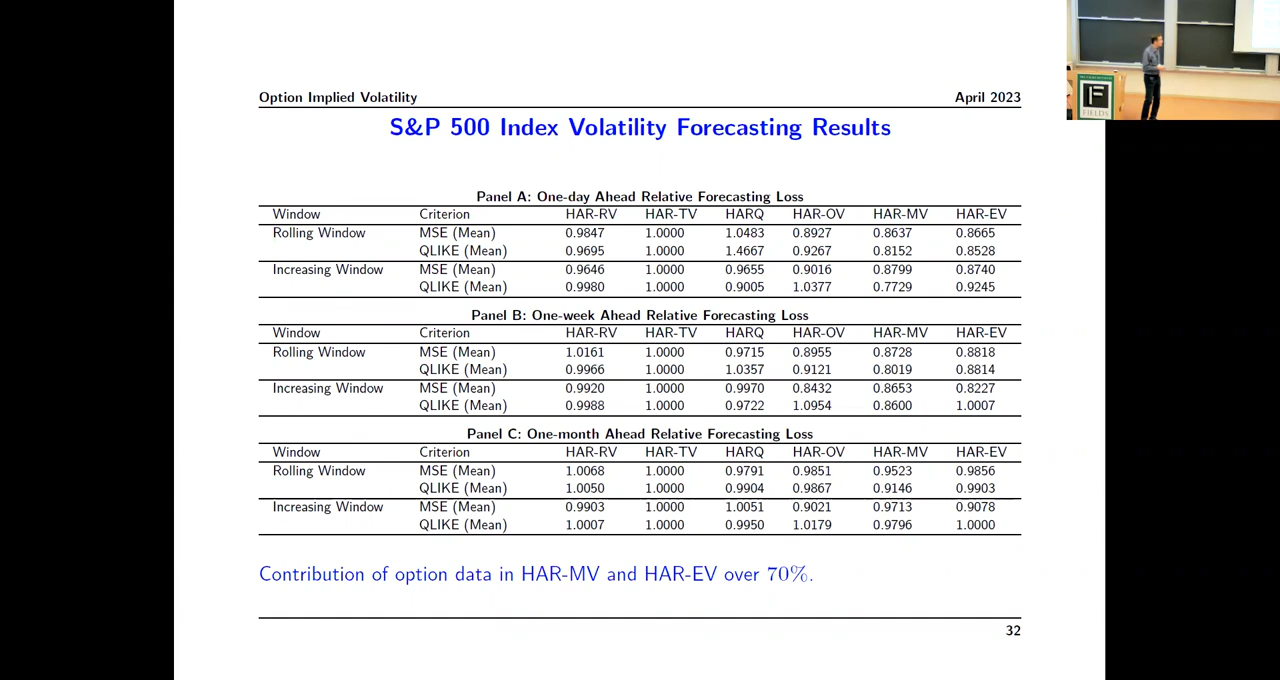 Option Implied Volatility April 2023
S&P 500 Index Volatility Forecasting Results
Panel A: One-day Ahead Relative Forecasting Loss
Window Criterion HAR-RV HAR-TV HARQ HAR-OV HAR-MV HAR-EV
Rolling Window MSE (Mean) 0.9847 1.0000 1.0483 0.8927 0.8637 0.8665
QLIKE (Mean) 0.9695 1.0000 1.4667 0.9267 0.8152 0.8528
Increasing Window MSE (Mean) 0.9646 1.0000 0.9655 0.9016 0.8799 0.8740
QLIKE (Mean) 0.9980 1.0000 0.9005 1.0377 0.7729 0.9245
Panel B: One-week Ahead Relative Forecasting Loss
Window Criterion HAR-RV HAR-TV HARQ HAR-OV HAR-MV HAR-EV
Rolling Window MSE (Mean) 1.0161 1.0000 0.9715 0.8955 0.8728 0.8818
QLIKE (Mean) 0.9966 1.0000 1.0357 0.9121 0.8019 0.8814
Increasing Window MSE (Mean) 0.9920 1.0000 0.9970 0.8432 0.8653 0.8227
QLIKE (Mean) 0.9988 1.0000 0.9722 1.0954 0.8600 1.0007
Panel C: One-month Ahead Relative Forecasting Loss
Window Criterion HAR-RV HAR-TV HARQ HAR-OV HAR-MV HAR-EV
Rolling Window MSE (Mean) 1.0068 1.0000 0.9791 0.9851 0.9523 0.9856
QLIKE (Mean) 1.0050 1.0000 0.9904 0.9867 0.9146 0.9903
Increasing Window MSE (Mean) 0.9903 1.0000 1.0051 0.9021 0.9713 0.9078
QLIKE (Mean) 1.0007 1.0000 0.9950 1.0179 0.9796 1.0000
Contribution of option data in HAR-MV and HAR-EV over 70%.
32
F
FIELDS